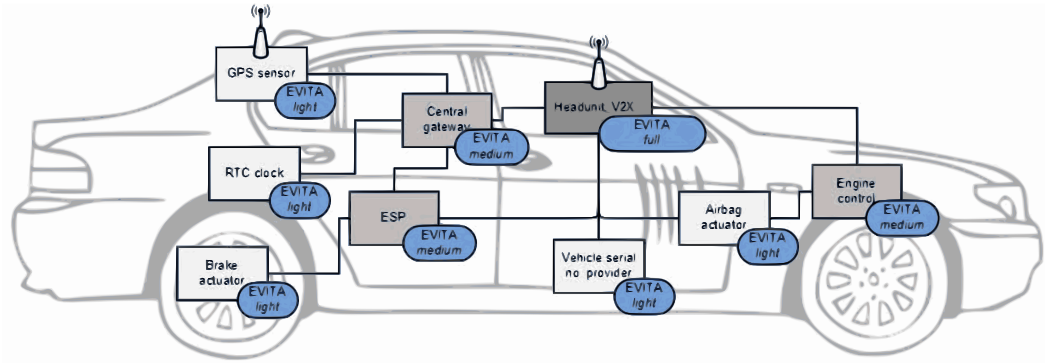 GPS sensor
EVITA
light
Central
gateway
EVITA
medium
Headunit, V2X
EVITA
full
RTC clock
EVITA
light
ESP
EVITA
medium
Airbag
actuator
EVITA
light
Engine
control
EVITA
medium
Vehicle serial
no. provider
EVITA
light
Brake
actuator
EVITA
light